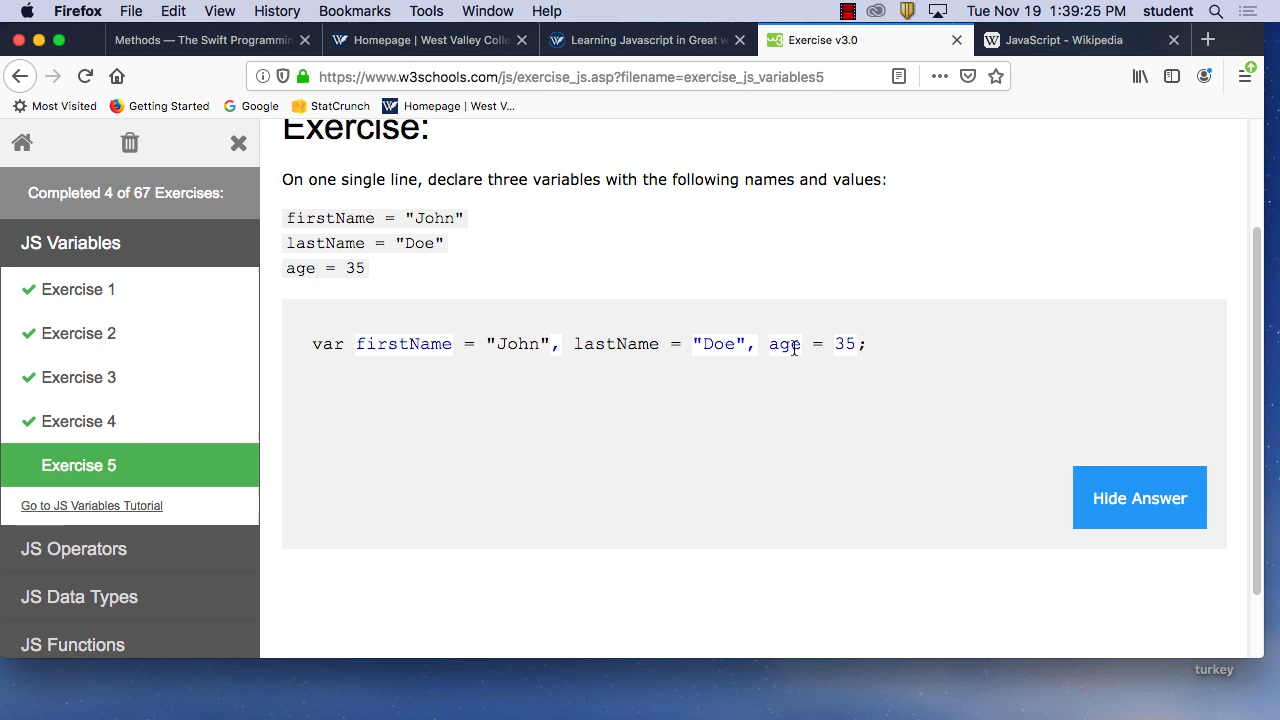 Firefox File Edit View History Bookmarks Tools Window Help Tue Nov 19 1:39:25 PM student
Methods — The Swift Programmin Homepage | West Valley Colle Learning Javascript in Great w Exercise v3.0 JavaScript - Wikipedia
https://www.w3schools.com/js/exercise_js.asp?filename=exercise_js_variables5
Most Visited Getting Started Google StatCrunch Homepage | West V...
Exercise:
Completed 4 of 67 Exercises:
JS Variables
Exercise 1
Exercise 2
Exercise 3
Exercise 4
Exercise 5
Go to JS Variables Tutorial
JS Operators
JS Data Types
JS Functions
On one single line, declare three variables with the following names and values:
firstName = "John"
lastName = "Doe"
age = 35
var firstName = "John", lastName = "Doe", age = 35;
Hide Answer
turkey